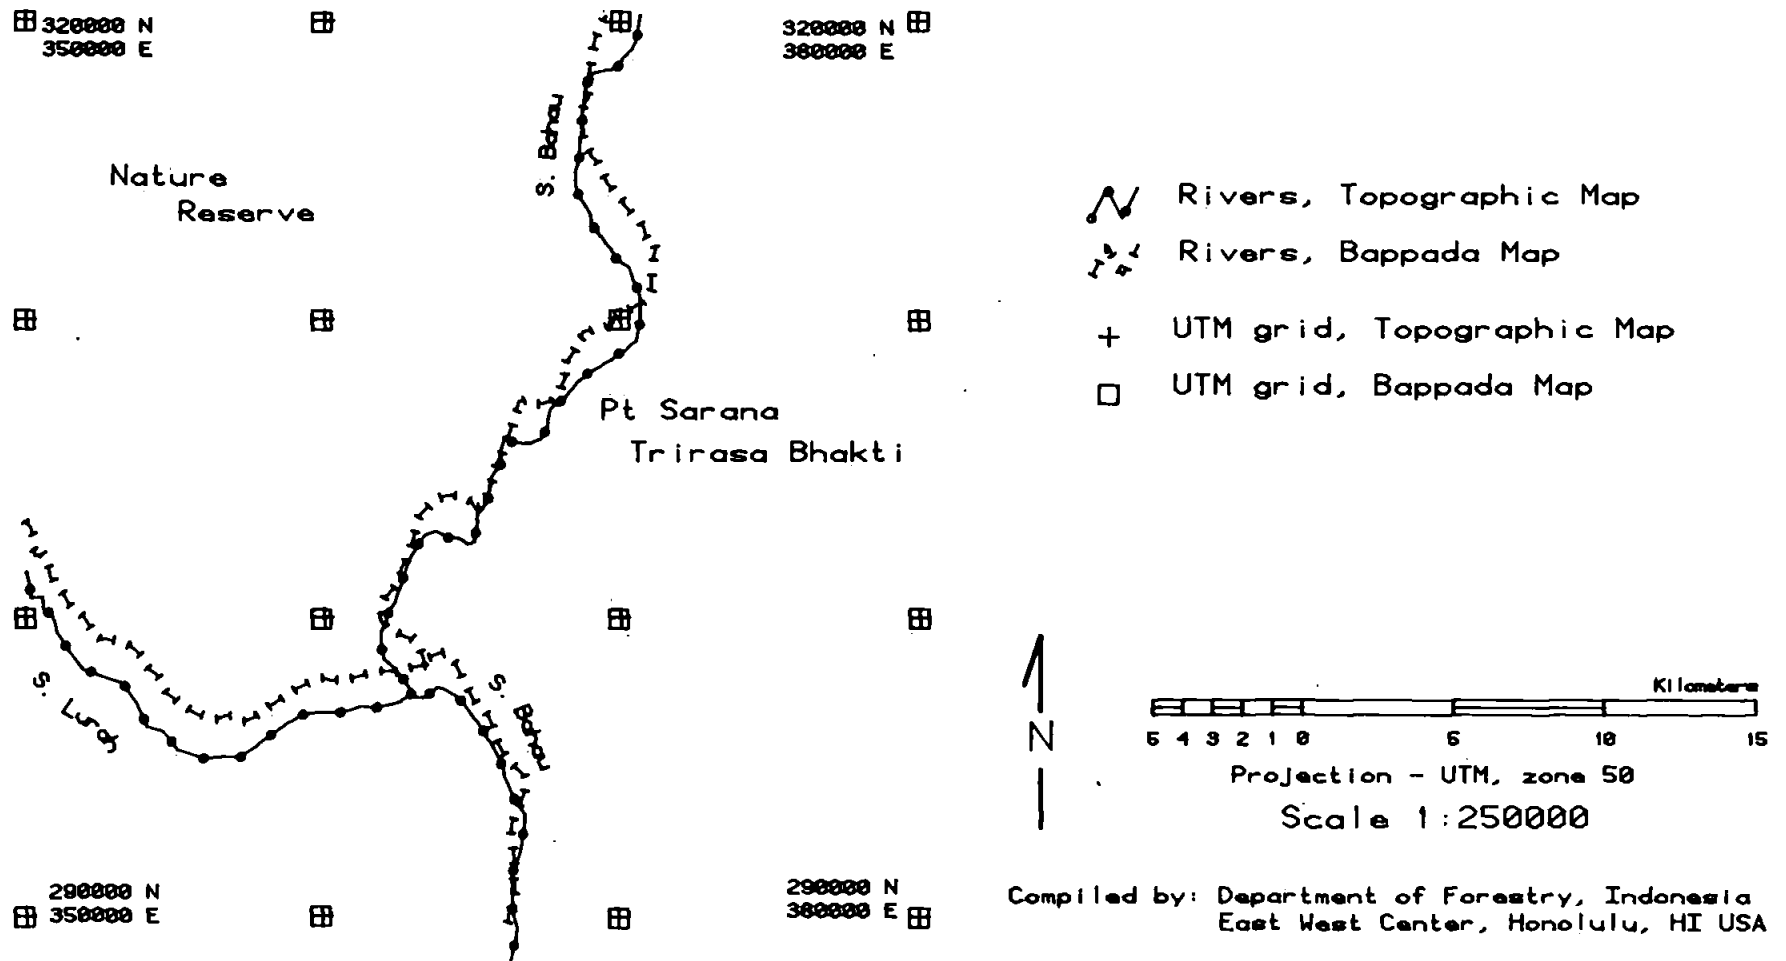 320000 N
350000 E
320000 N
380000 E
S. Bahau
Nature
Reserve
Rivers, Topographic Map
Rivers, Bappada Map
UTM grid, Topographic Map
UTM grid, Bappada Map
Pt Sarana
Trirasa Bhakti
S. Lurah
S. Bahau
N
Kilometers
5 4 3 2 1 0 5 10 15
Projection - UTM, zone 50
Scale 1:250000
290000 N
350000 E
290000 N
380000 E
Compiled by: Department of Forestry, Indonesia
East West Center, Honolulu, HI USA